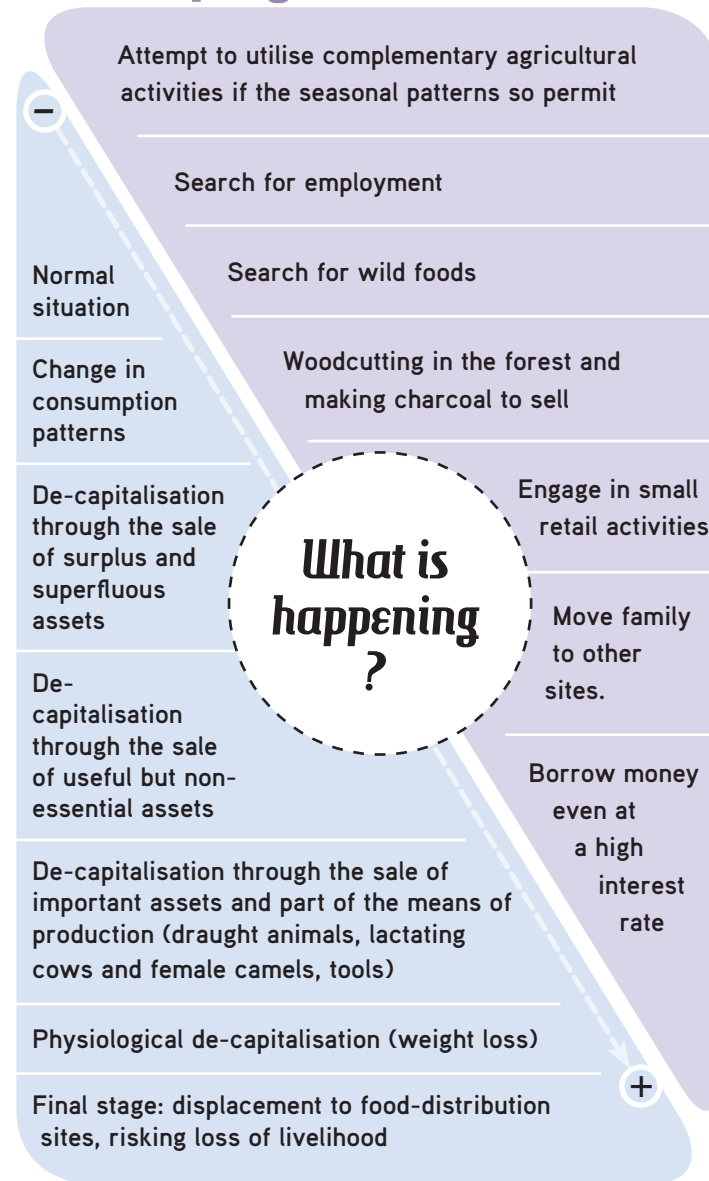 Attempt to utilise complementary agricultural
activities if the seasonal patterns so permit
−
Search for employment
Search for wild foods
Woodcutting in the forest and
making charcoal to sell
Engage in small
retail activities
Move family
to other
sites.
Borrow money
even at
a high
interest
rate
What is
happening
?
Normal
situation
Change in
consumption
patterns
De-capitalisation
through the sale
of surplus and
superfluous
assets
De-
capitalisation
through the sale
of useful but non-
essential assets
De-capitalisation through the sale of
important assets and part of the means of
production (draught animals, lactating
cows and female camels, tools)
Physiological de-capitalisation (weight loss)
+
Final stage: displacement to food-distribution
sites, risking loss of livelihood